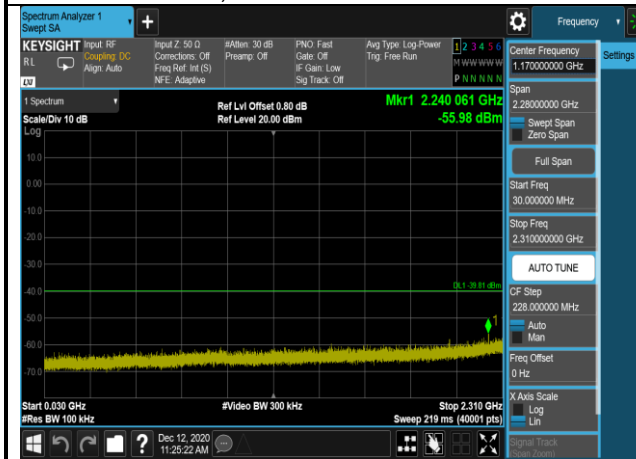 Spectrum Analyzer 1
Swept SA
+
Frequency
KEYSIGHT
RL
LXI
Input: RF
Coupling: DC
Align: Auto
Input Z: 50 Ω
Corrections: Off
Freq Ref: Int (S)
NFE: Adaptive
#Atten: 30 dB
Preamp: Off
PNO: Fast
Gate: Off
IF Gain: Low
Sig Track: Off
Avg Type: Log-Power
Trig: Free Run
1 2 3 4 5 6
M W W W W W
P N N N N N
Center Frequency
1.170000000 GHz
Settings
Span
2.28000000 GHz
Swept Span
Zero Span
Full Span
Start Freq
30.000000 MHz
Stop Freq
2.310000000 GHz
AUTO TUNE
CF Step
228.000000 MHz
Auto
Man
Freq Offset
0 Hz
X Axis Scale
Log
Lin
Signal Track
(Span Zoom)
1 Spectrum
Scale/Div 10 dB
Log
Ref Lvl Offset 0.80 dB
Ref Level 20.00 dBm
Mkr1 2.240 061 GHz
-55.98 dBm
10.0
0.00
-10.0
-20.0
-30.0
-40.0
-50.0
-60.0
-70.0
DL1 -39.81 dBm
1
Start 0.030 GHz
#Res BW 100 kHz
#Video BW 300 kHz
Stop 2.310 GHz
Sweep 219 ms (40001 pts)
?
Dec 12, 2020
11:25:22 AM